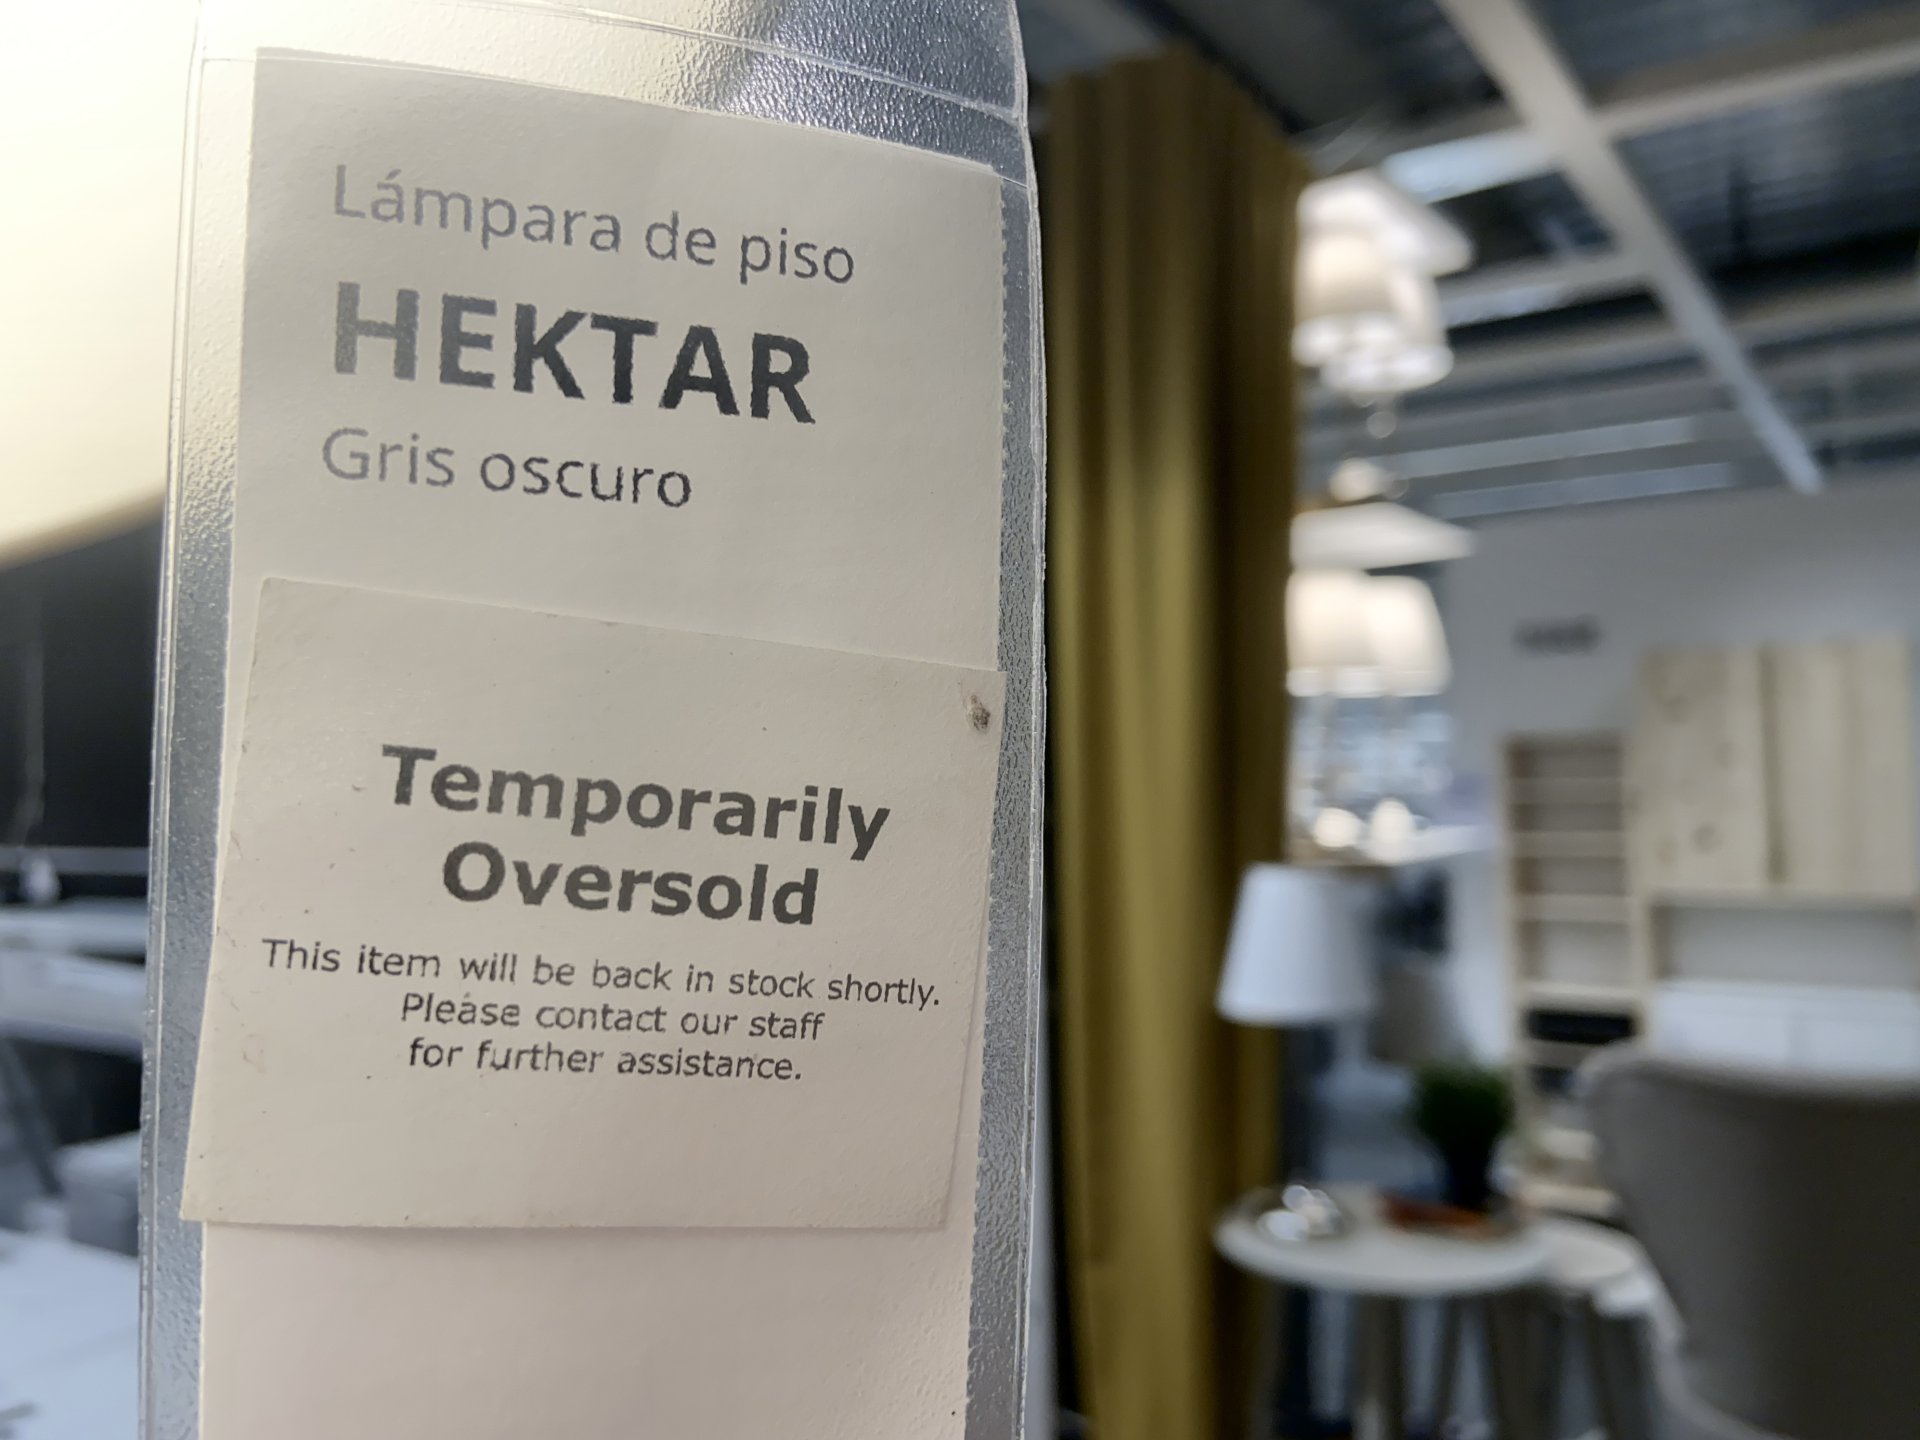 Lámpara de piso
HEKTAR
Gris oscuro
Temporarily
Oversold
This item will be back in stock shortly.
Please contact our staff
for further assistance.